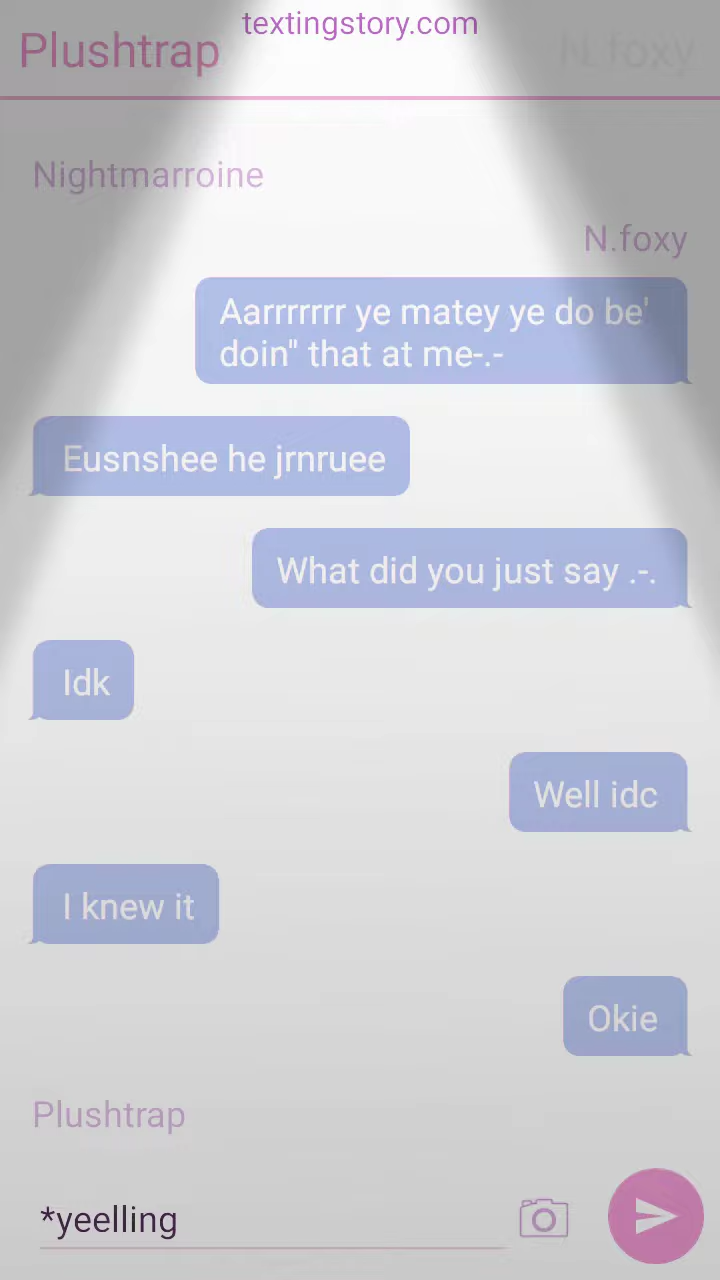 textingstory.com
Plushtrap
N.foxy
Nightmarroine
N.foxy
Aarrrrrrr ye matey ye do be'
doin" that at me-.-
Eusnshee he jrnruee
What did you just say .-.
Idk
Well idc
I knew it
Okie
Plushtrap
*yeelling